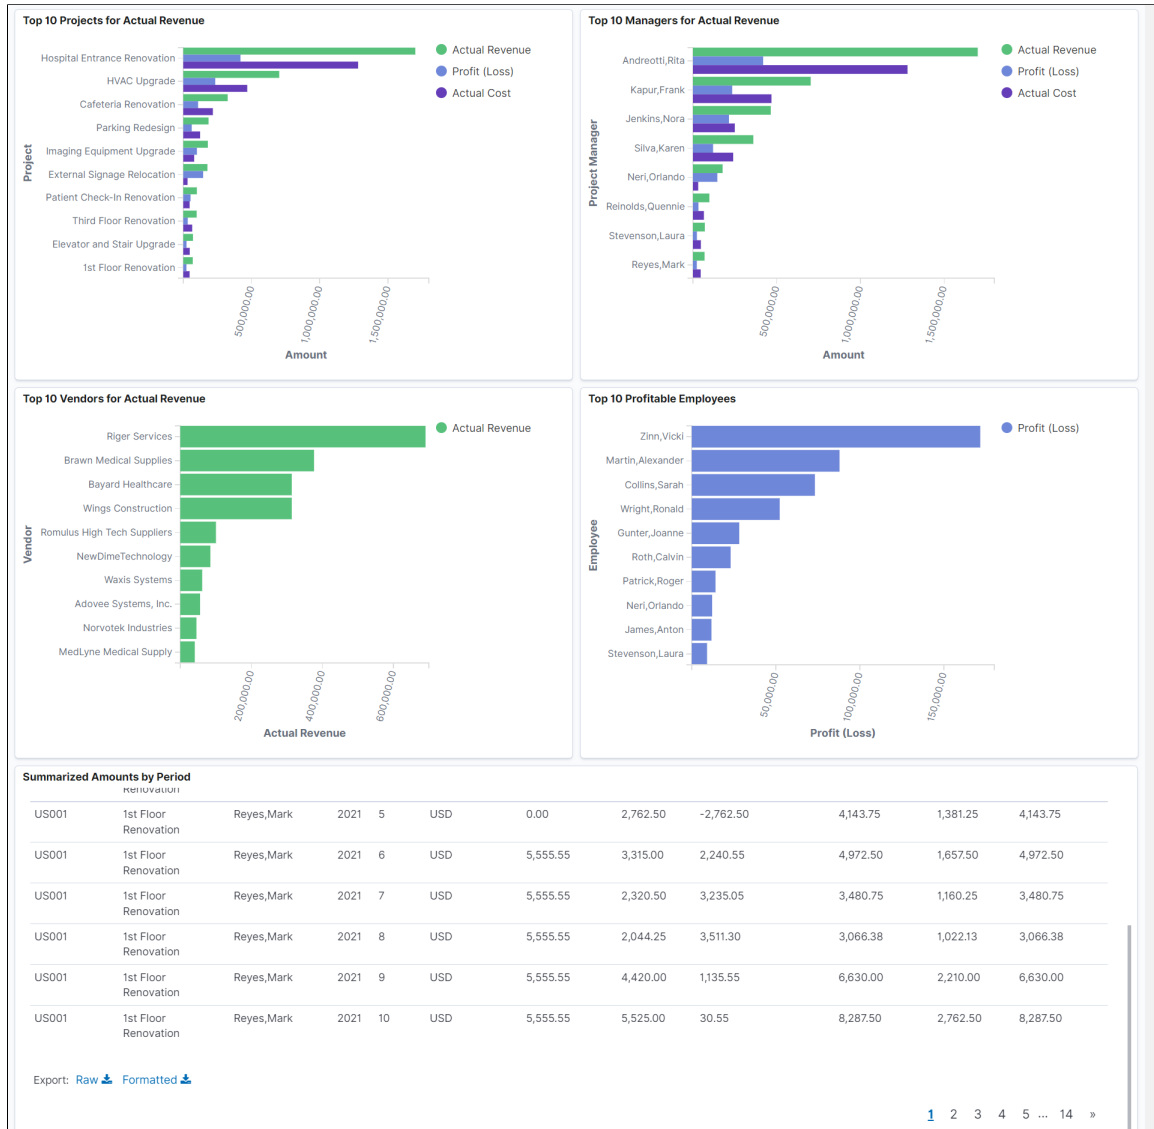 Top 10 Projects for Actual Revenue
Project
Hospital Entrance Renovation
HVAC Upgrade
Cafeteria Renovation
Parking Redesign
Imaging Equipment Upgrade
External Signage Relocation
Patient Check-In Renovation
Third Floor Renovation
Elevator and Stair Upgrade
1st Floor Renovation
500,000.00
1,000,000.00
1,500,000.00
Amount
Actual Revenue
Profit (Loss)
Actual Cost
Top 10 Managers for Actual Revenue
Project Manager
Andreotti,Rita
Kapur,Frank
Jenkins,Nora
Silva,Karen
Neri,Orlando
Reinolds,Quennie
Stevenson,Laura
Reyes,Mark
500,000.00
1,000,000.00
1,500,000.00
Amount
Actual Revenue
Profit (Loss)
Actual Cost
Top 10 Vendors for Actual Revenue
Vendor
Riger Services
Brawn Medical Supplies
Bayard Healthcare
Wings Construction
Romulus High Tech Suppliers
NewDimeTechnology
Waxis Systems
Adovee Systems, Inc.
Norvotek Industries
MedLyne Medical Supply
200,000.00
400,000.00
600,000.00
Actual Revenue
Actual Revenue
Top 10 Profitable Employees
Employee
Zinn,Vicki
Martin,Alexander
Collins,Sarah
Wright,Ronald
Gunter,Joanne
Roth,Calvin
Patrick,Roger
Neri,Orlando
James,Anton
Stevenson,Laura
50,000.00
100,000.00
150,000.00
Profit (Loss)
Profit (Loss)
Summarized Amounts by Period
Renovation
US001 1st Floor Reyes,Mark 2021 5 USD 0.00 2,762.50 -2,762.50 4,143.75 1,381.25 4,143.75
Renovation
US001 1st Floor Reyes,Mark 2021 6 USD 5,555.55 3,315.00 2,240.55 4,972.50 1,657.50 4,972.50
Renovation
US001 1st Floor Reyes,Mark 2021 7 USD 5,555.55 2,320.50 3,235.05 3,480.75 1,160.25 3,480.75
Renovation
US001 1st Floor Reyes,Mark 2021 8 USD 5,555.55 2,044.25 3,511.30 3,066.38 1,022.13 3,066.38
Renovation
US001 1st Floor Reyes,Mark 2021 9 USD 5,555.55 4,420.00 1,135.55 6,630.00 2,210.00 6,630.00
Renovation
US001 1st Floor Reyes,Mark 2021 10 USD 5,555.55 5,525.00 30.55 8,287.50 2,762.50 8,287.50
Renovation
Export: Raw Formatted
1 2 3 4 5 ... 14 »